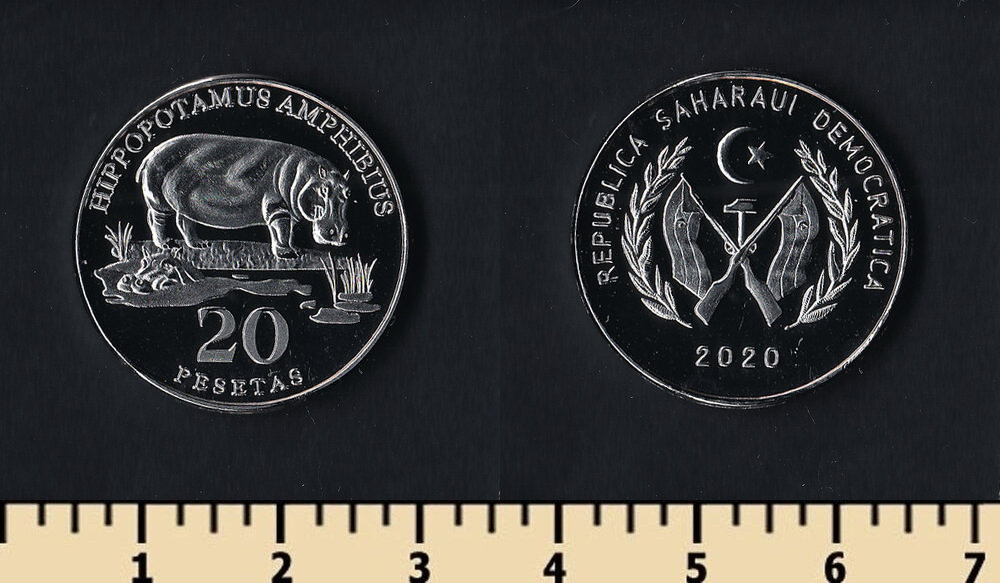 HIPPOPOTAMUS AMPHIBIUS
20
PESETAS
REPUBLICA SAHARAUI DEMOCRATICA
2020
1 2 3 4 5 6 7